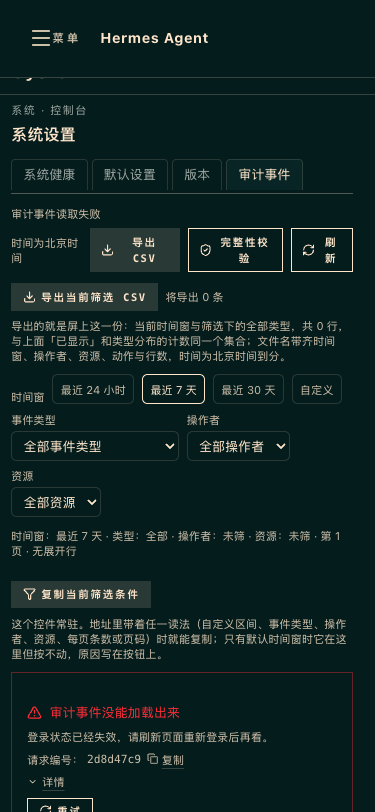 菜单 Hermes Agent
系统 · 控制台
系统设置
系统健康 默认设置 版本 审计事件
审计事件读取失败
时间为北京时
间
导出
CSV
完整性校
验
刷
新
导出当前筛选 CSV 将导出 0 条
导出的就是屏上这一份：当前时间窗与筛选下的全部类型，共 0 行，
与上面「已显示」和类型分布的计数同一个集合；文件名带齐时间
窗、操作者、资源、动作与行数，时间为北京时间到分。
时间窗 最近 24 小时 最近 7 天 最近 30 天 自定义
事件类型 操作者
全部事件类型 全部操作者
资源
全部资源
时间窗：最近 7 天 · 类型：全部 · 操作者：未筛 · 资源：未筛 · 第 1
页 · 无展开行
复制当前筛选条件
这个控件常驻。地址里带着任一读法（自定义区间、事件类型、操作
者、资源、每页条数或页码）时就能复制；只有默认时间窗时它在这
里但按不动，原因写在按钮上。
审计事件没能加载出来
登录状态已经失效，请刷新页面重新登录后再看。
请求编号： 2d8d47c9 复制
详情
重试